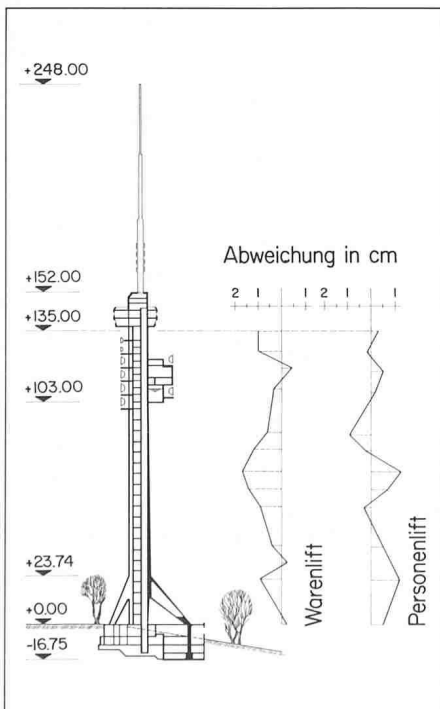 +248.00
Abweichung in cm
2 1 1 2 1 1
+152.00
+135.00
+103.00
+23.74
+0.00
-16.75
Warenlift
Personenlift